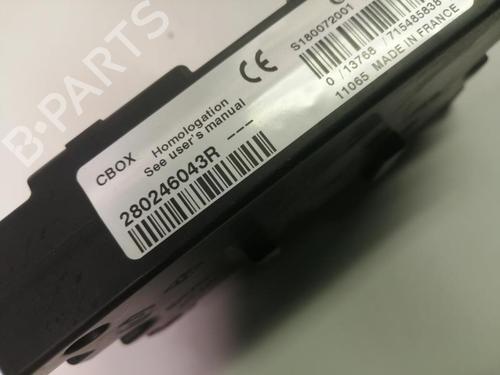 B-PARTS
CBOX
Homologation
See user's manual
280246043R ---
CE
S180072001
0 /13768 /715485838
11065 MADE IN FRANCE